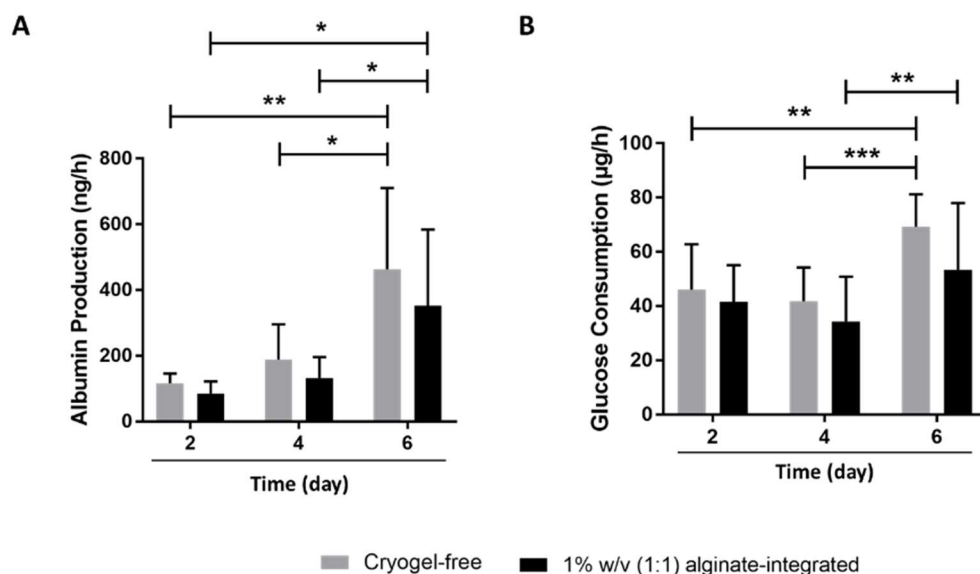 A
*
*
**
*
Albumin Production (ng/h)
800
600
400
200
0
2 4 6
Time (day)
B
**
**
***
Glucose Consumption (µg/h)
100
80
60
40
20
0
2 4 6
Time (day)
Cryogel-free 1% w/v (1:1) alginate-integrated